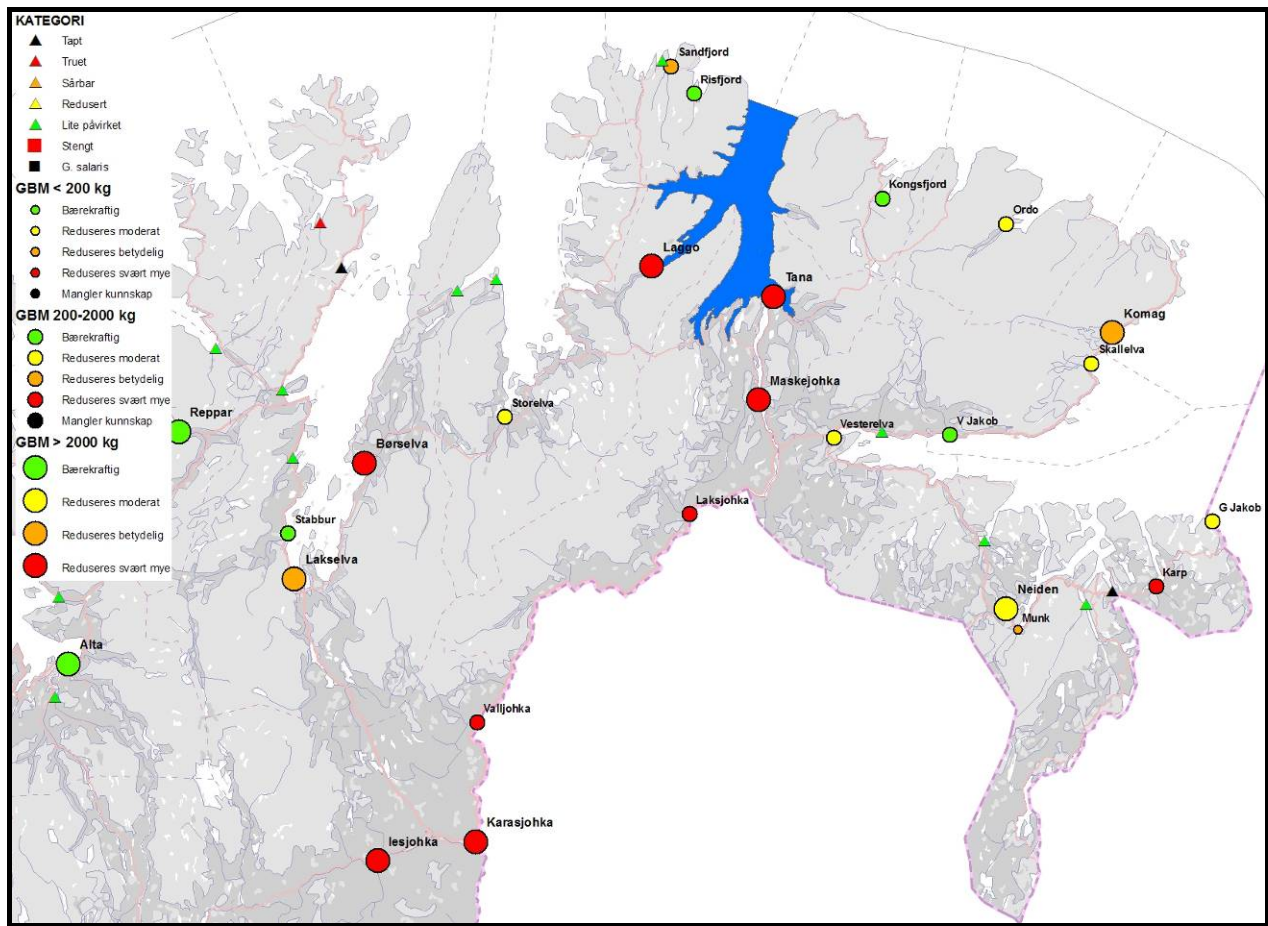 KATEGORI
Tapt
Truet
Sårbar
Redusert
Lite påvirket
Stengt
G. salaris
GBM < 200 kg
Bærekraftig
Reduseres moderat
Reduseres betydelig
Reduseres svært mye
Mangler kunnskap
GBM 200-2000 kg
Bærekraftig
Reduseres moderat
Reduseres betydelig
Reduseres svært mye
Mangler kunnskap
GBM > 2000 kg
Bærekraftig
Reduseres moderat
Reduseres betydelig
Reduseres svært mye
Sandfjord
Risfjord
Kongsfjord
Ordo
Laggo
Tana
Komag
Skallelva
Maskejohka
Reppar
Storelva
Vesterelva
V Jakob
Børselva
Laksjohka
Stabbur
G Jakob
Lakselva
Karp
Neiden
Munk
Alta
Valljohka
Karasjohka
Iesjohka